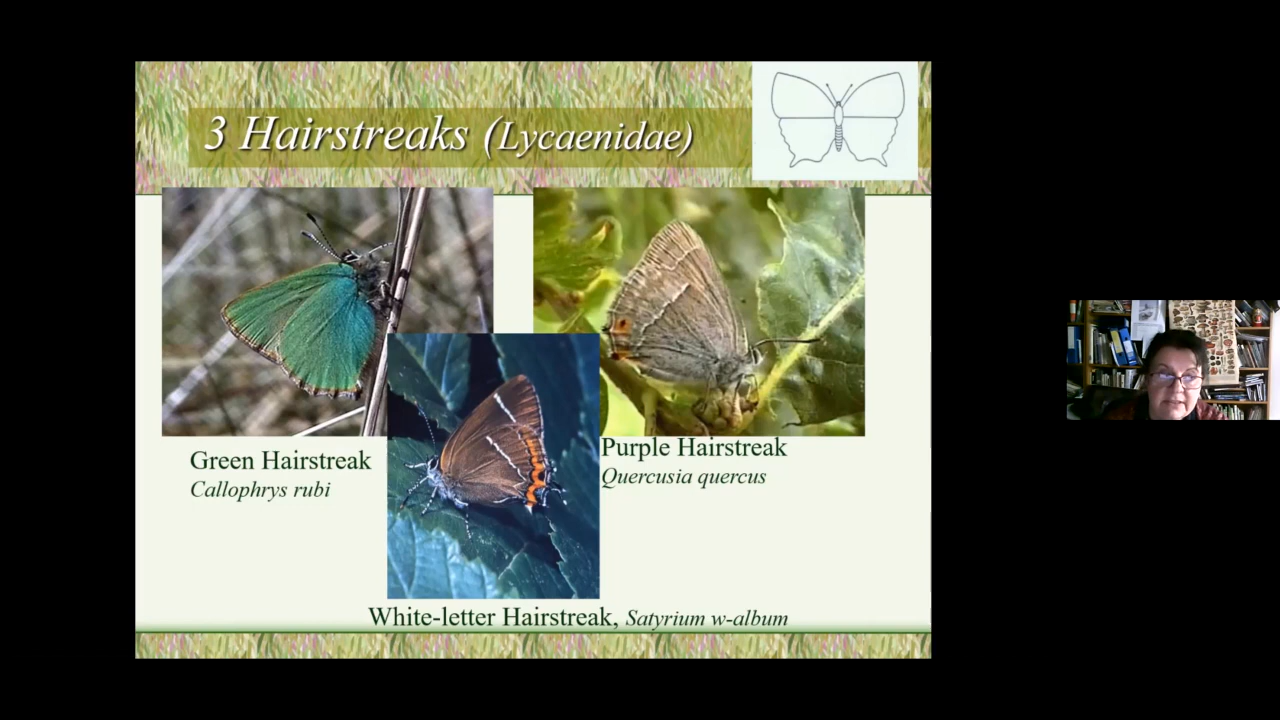 3 Hairstreaks (Lycaenidae)
Green Hairstreak
Callophrys rubi
Purple Hairstreak
Quercusia quercus
White-letter Hairstreak, Satyrium w-album